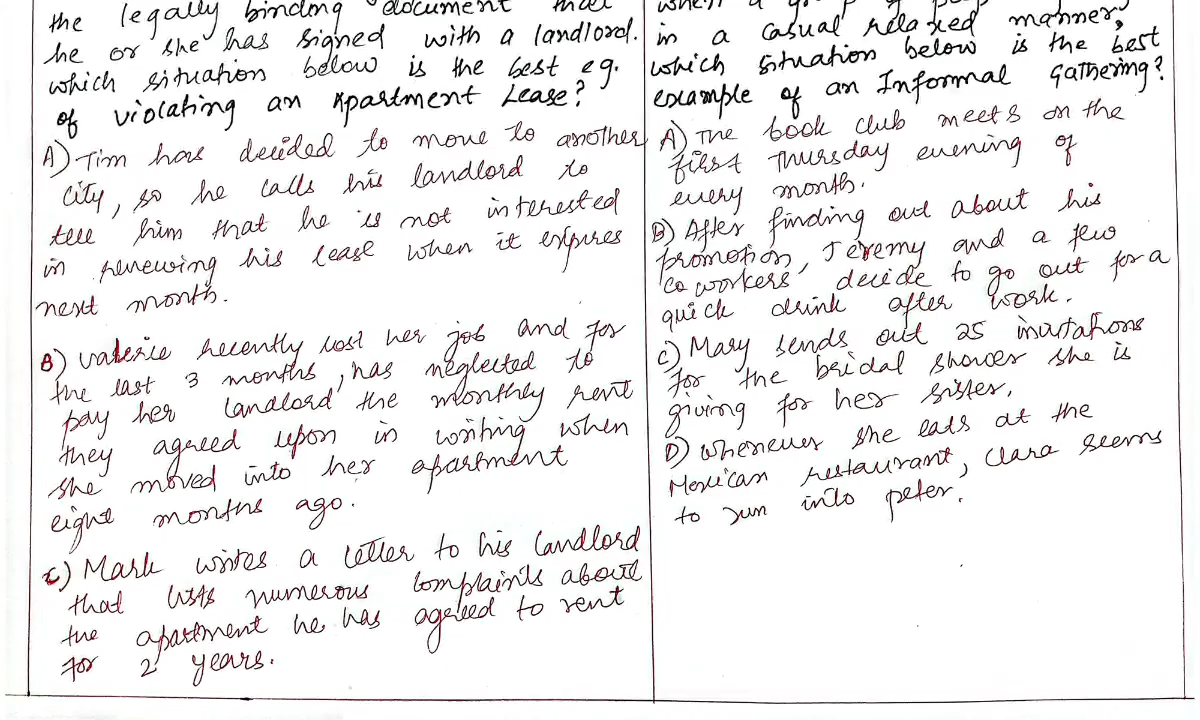 the legally binding document that
he or she has signed with a landlord.
which situation below is the best eg.
of violating an Apartment Lease?
A) Tim has decided to move to another
city, so he calls his landlord to
tell him that he is not interested
in renewing his lease when it expires
next month.
B) Valerie recently lost her job and for
the last 3 months, has neglected to
pay her landlord the monthly rent
they agreed upon in writing when
she moved into her apartment
eight months ago.
c) Mark writes a letter to his landlord
that lists numerous complaints about
the apartment he has agreed to rent
for 2 years.
when a group of
in a casual relaxed manner,
which situation below is the best
example of an Informal Gathering?
A) The book club meets on the
first Thursday evening of
every month.
B) After finding out about his
promotion, Jeremy and a few
co workers decide to go out for a
quick drink after work.
c) Mary sends out 25 invitations
for the bridal shower she is
giving for her sister.
D) whenever she eats at the
Mexican restaurant, Clara seems
to run into peter.